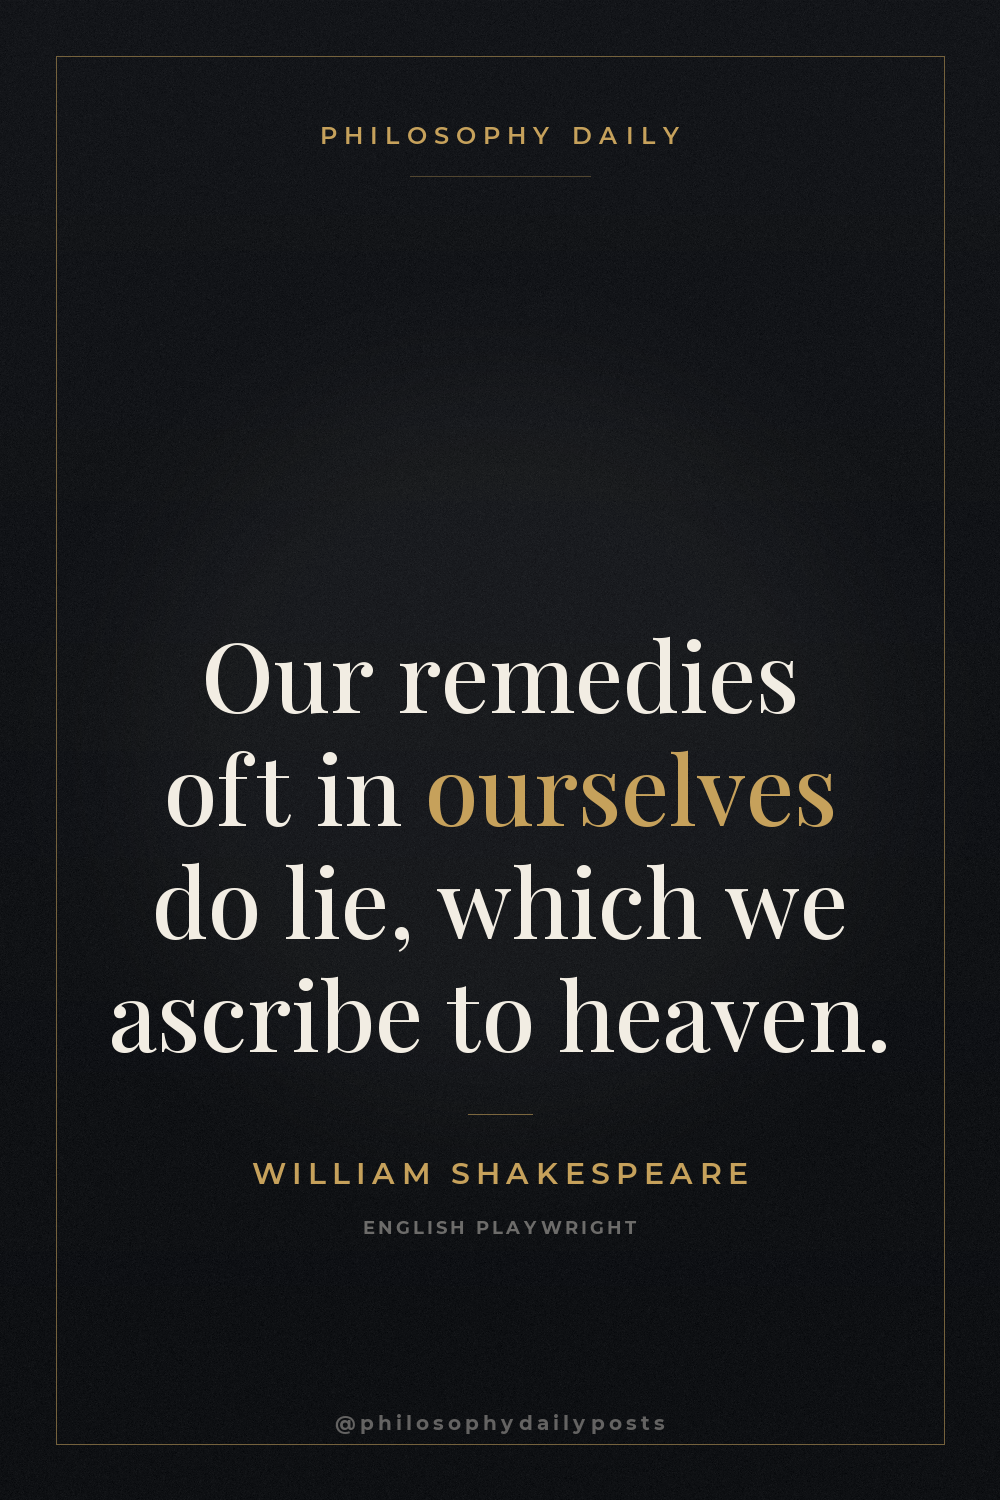 PHILOSOPHY DAILY
Our remedies
oft in ourselves
do lie, which we
ascribe to heaven.
WILLIAM SHAKESPEARE
ENGLISH PLAYWRIGHT
@philosophydailyposts